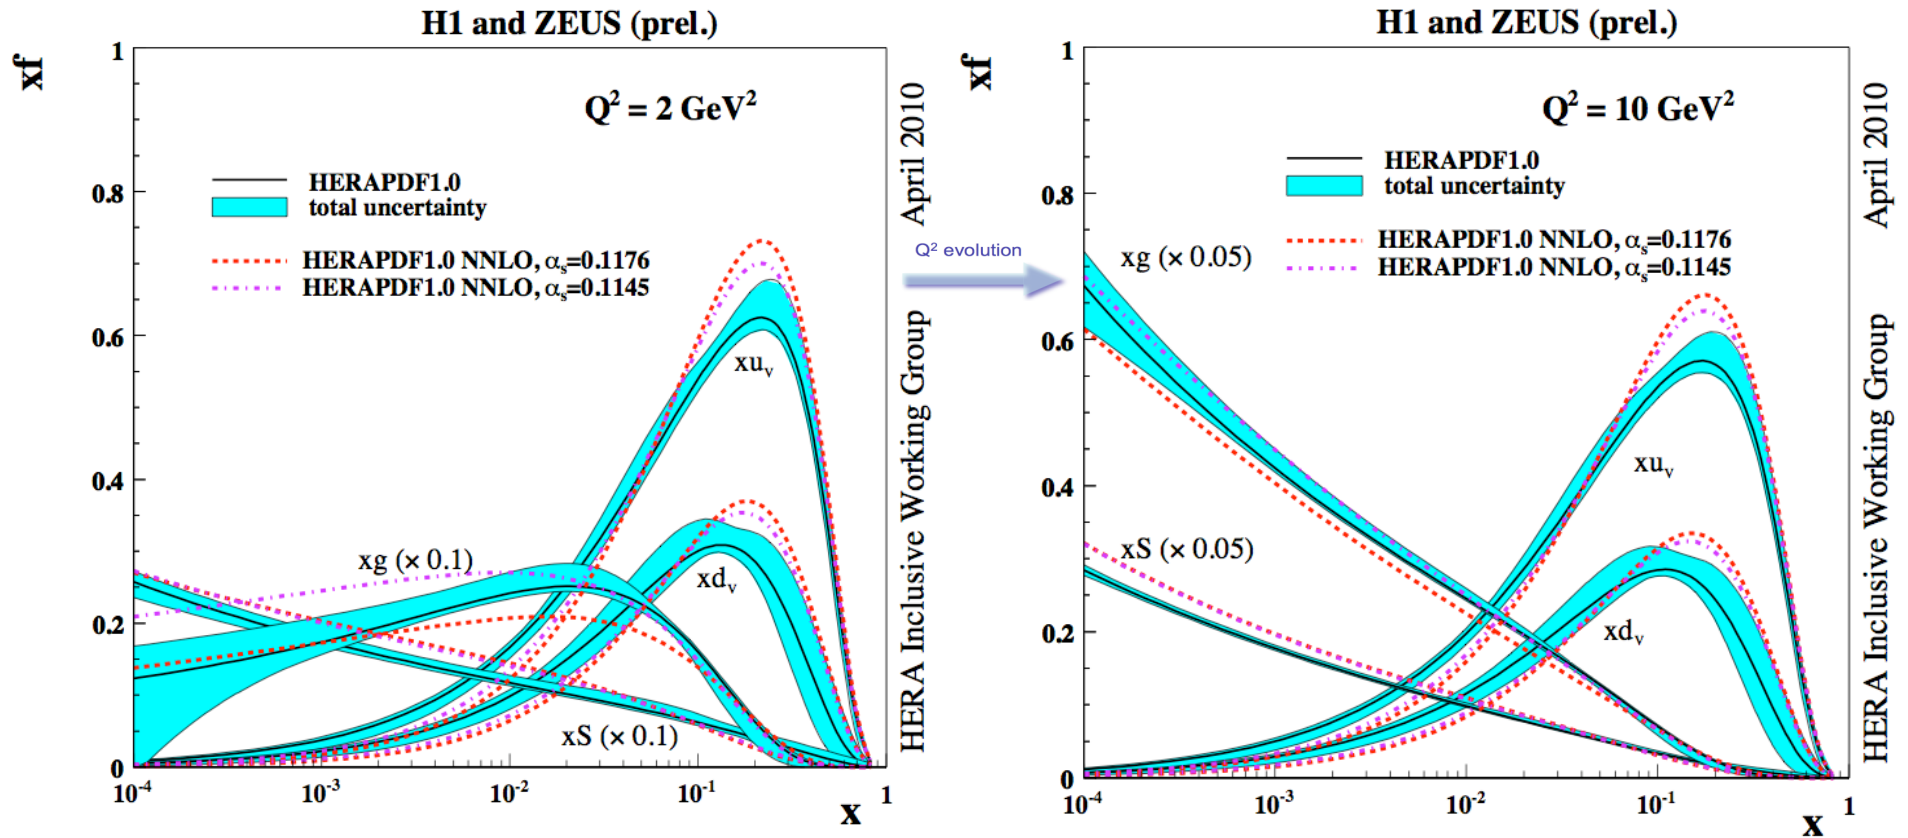 H1 and ZEUS (prel.)
xf
1
0.8
0.6
0.4
0.2
0
Q² = 2 GeV²
HERAPDF1.0
total uncertainty
HERAPDF1.0 NNLO, αs=0.1176
HERAPDF1.0 NNLO, αs=0.1145
xuᵥ
xg (× 0.1)
xdᵥ
xS (× 0.1)
10⁻⁴ 10⁻³ 10⁻² 10⁻¹ 1
x
HERA Inclusive Working Group April 2010
Q² evolution
H1 and ZEUS (prel.)
xf
1
0.8
0.6
0.4
0.2
0
Q² = 10 GeV²
HERAPDF1.0
total uncertainty
HERAPDF1.0 NNLO, αs=0.1176
HERAPDF1.0 NNLO, αs=0.1145
xg (× 0.05)
xuᵥ
xS (× 0.05)
xdᵥ
10⁻⁴ 10⁻³ 10⁻² 10⁻¹ 1
x
HERA Inclusive Working Group April 2010